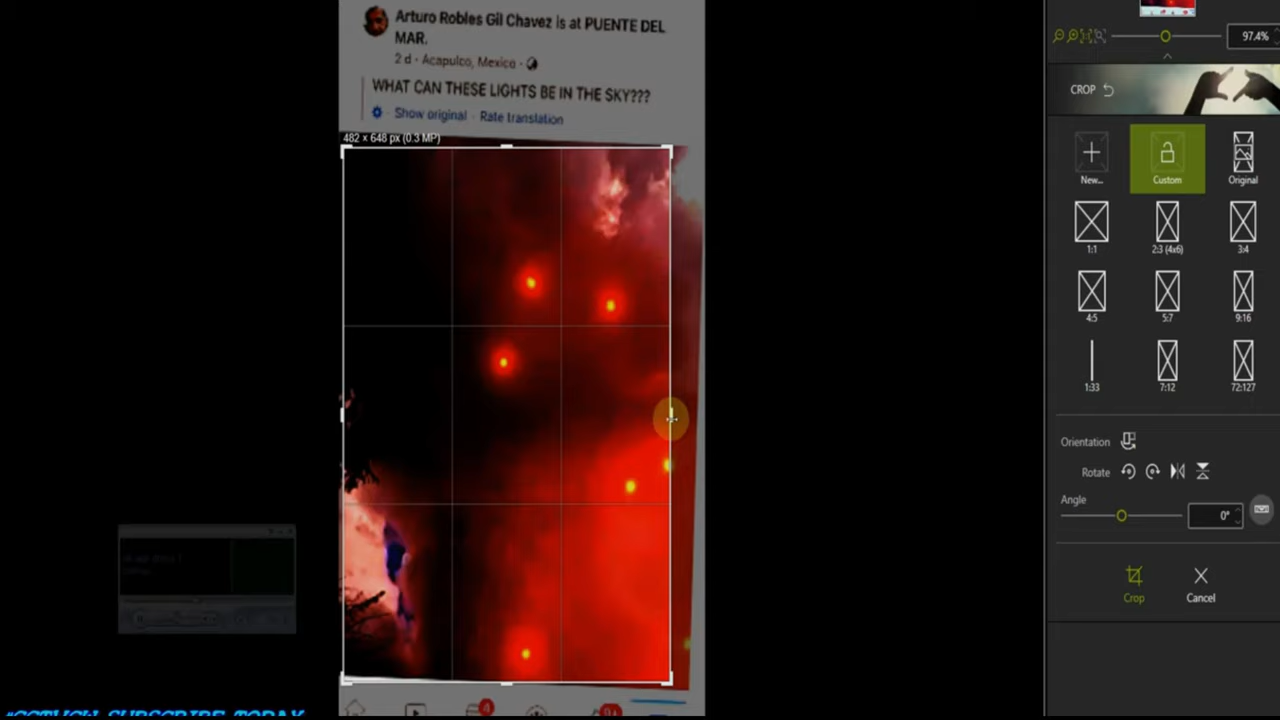 Arturo Robles Gil Chavez is at PUENTE DEL
MAR.
2 d · Acapulco, Mexico ·
WHAT CAN THESE LIGHTS BE IN THE SKY???
Show original · Rate translation
482 × 648 px (0.3 MP)
97.4%
CROP
New...
Custom
Original
1:1
2:3 (4x6)
3:4
4:5
5:7
9:16
1:33
7:12
72:127
Orientation
Rotate
Angle
0°
Crop
Cancel
SUBSCRIBE TODAY